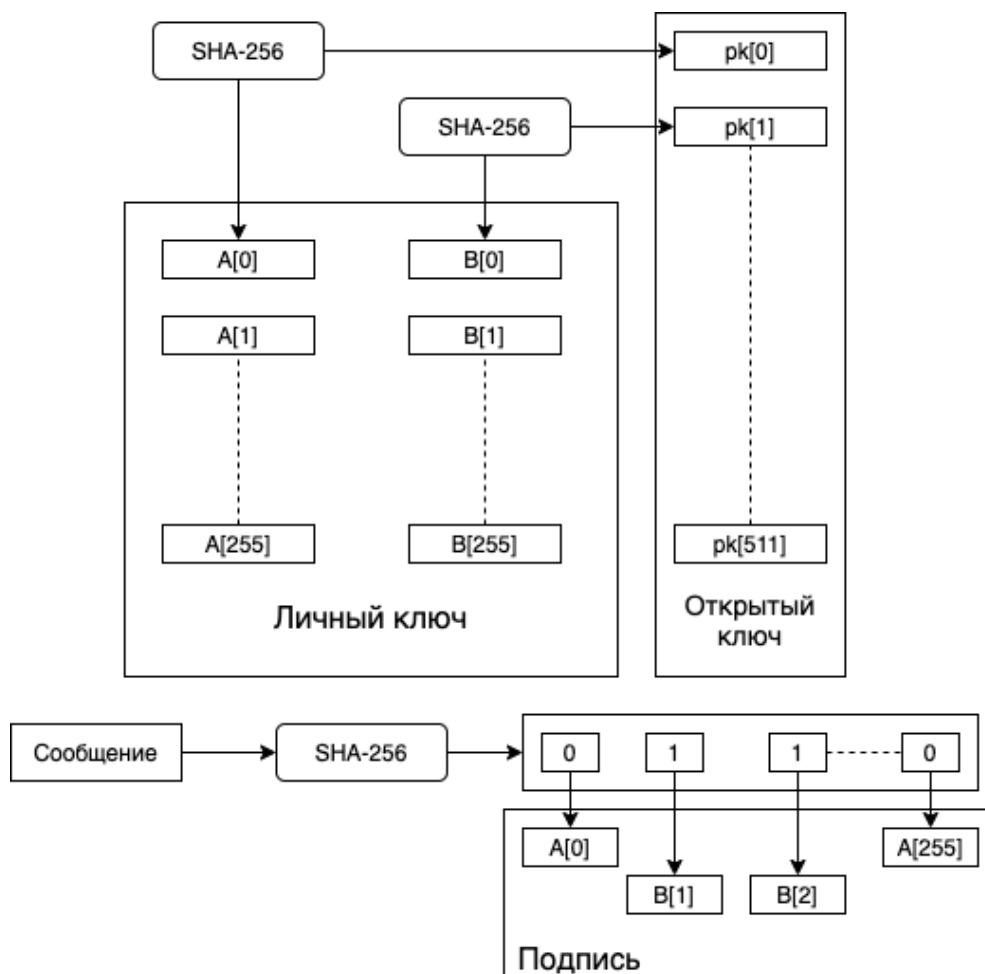 SHA-256
pk[0]
SHA-256
pk[1]
A[0]
B[0]
A[1]
B[1]
A[255]
B[255]
pk[511]
Личный ключ
Открытый
ключ
Сообщение
SHA-256
0
1
1
0
A[0]
A[255]
B[1]
B[2]
Подпись